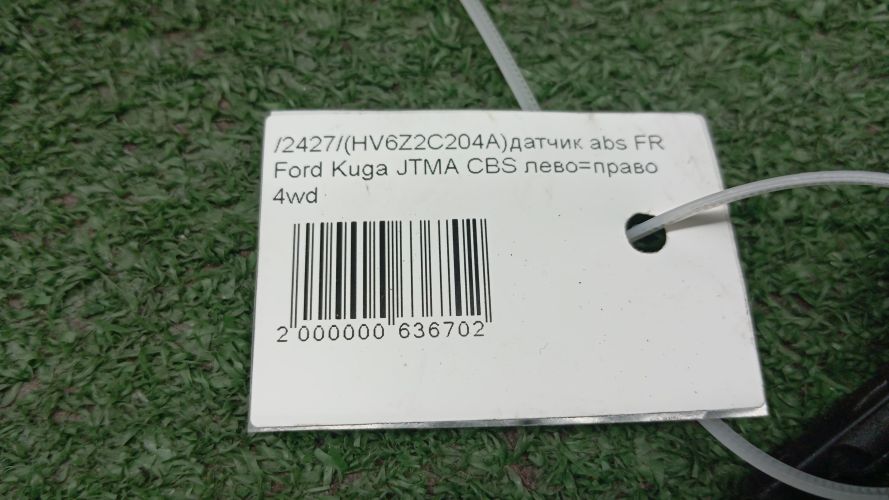 /2427/(HV6Z2C204A)датчик abs FR
Ford Kuga JTMA CBS лево=право
4wd
2 000000 636702